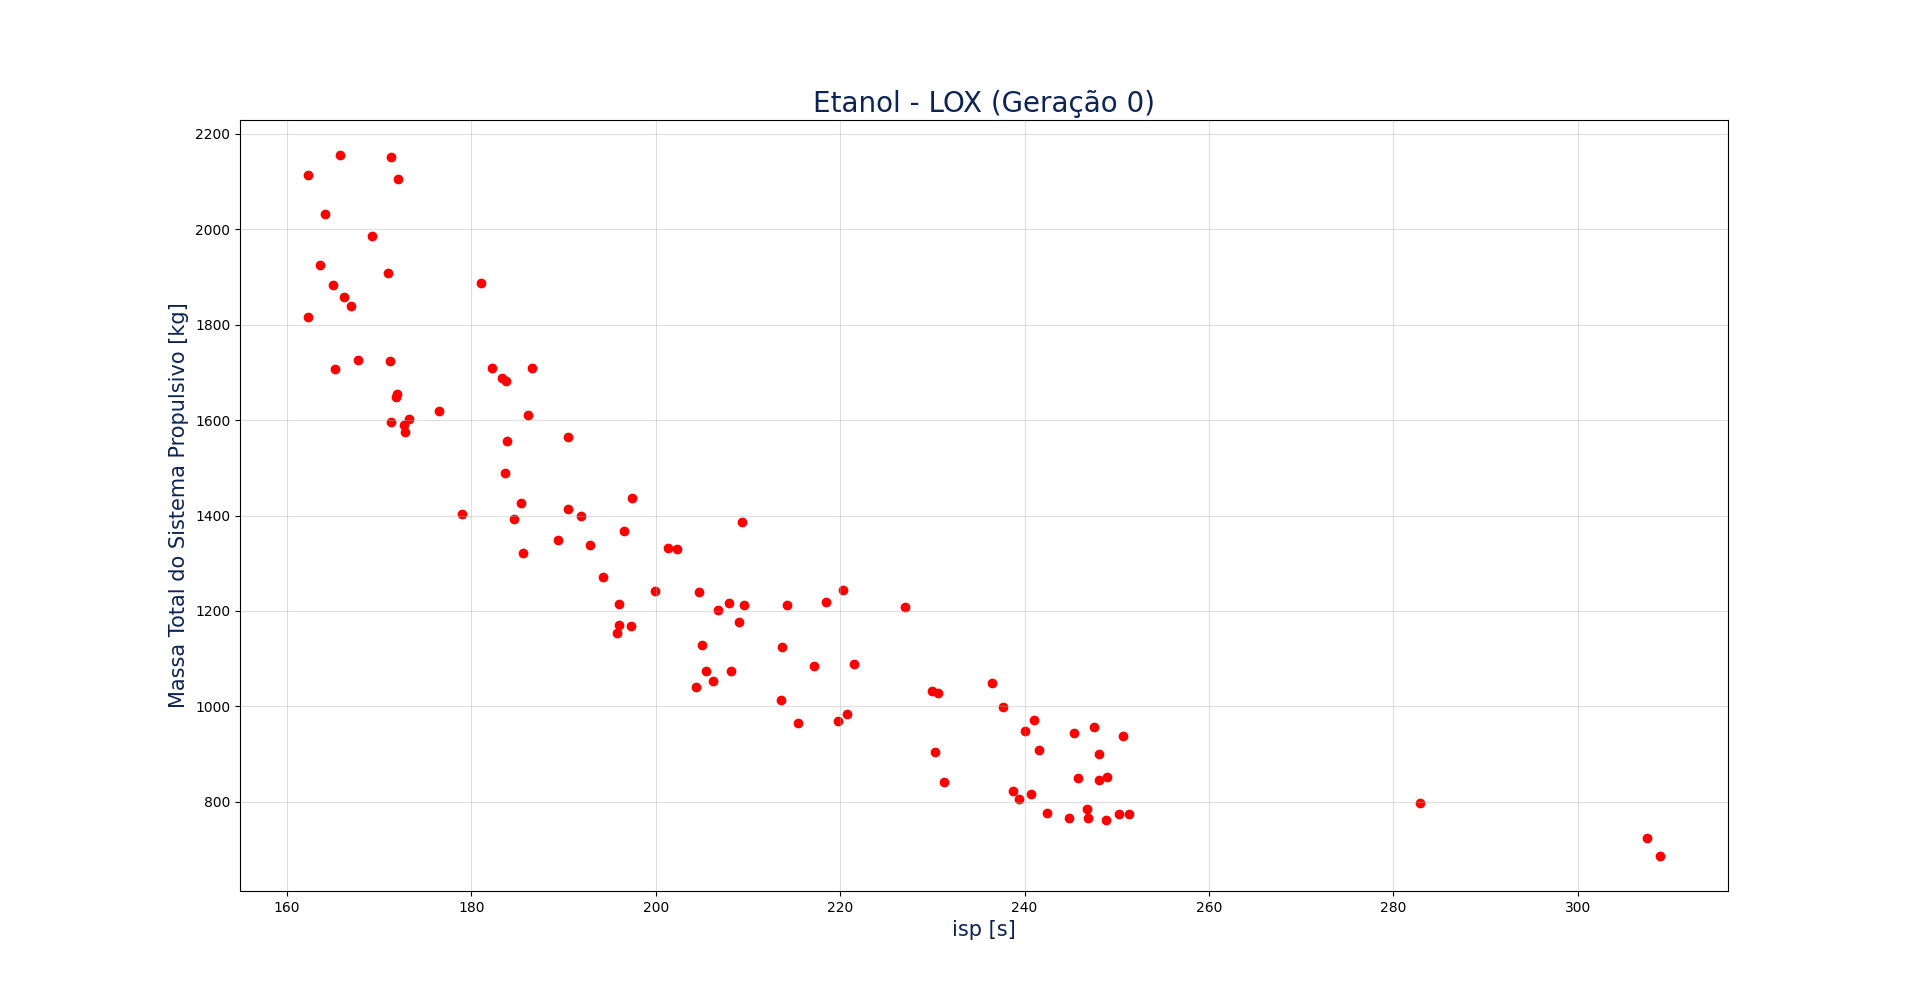 Etanol - LOX (Geração 0)
Massa Total do Sistema Propulsivo [kg]
2200
2000
1800
1600
1400
1200
1000
800
160 180 200 220 240 260 280 300
isp [s]